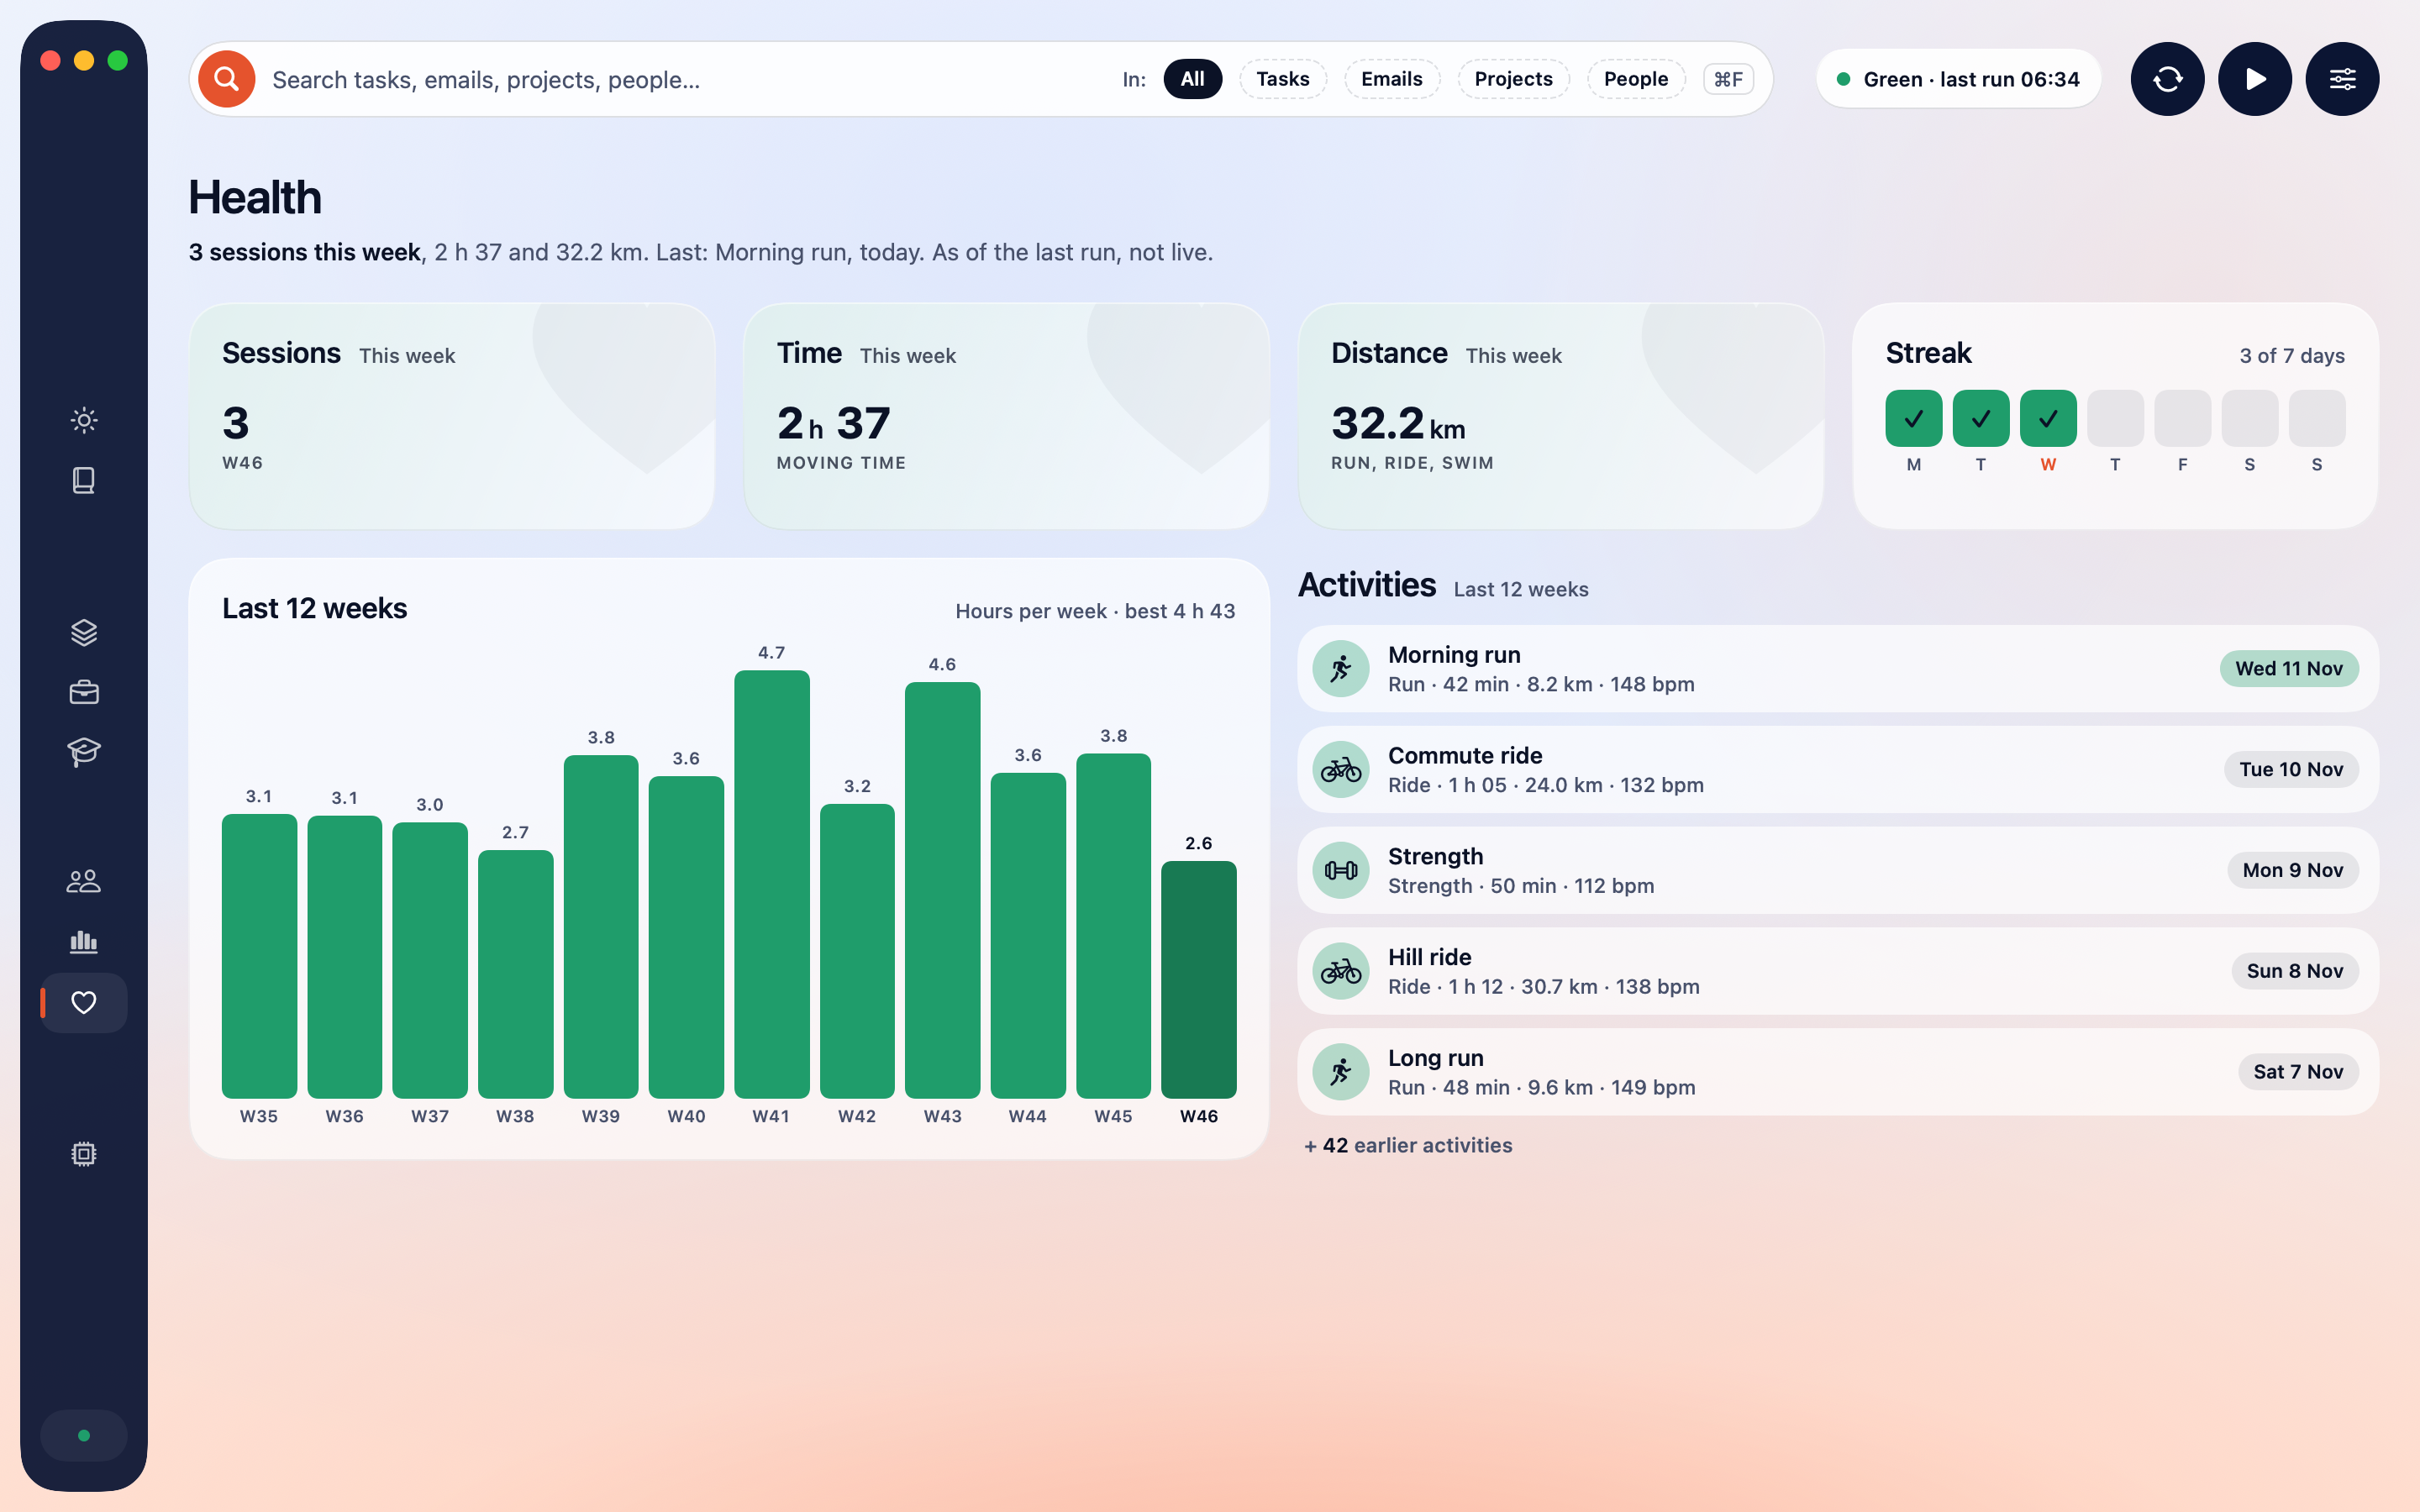 Search tasks, emails, projects, people...
In: All Tasks Emails Projects People ⌘F
Green · last run 06:34
Health
3 sessions this week, 2 h 37 and 32.2 km. Last: Morning run, today. As of the last run, not live.
Sessions This week
3
W46
Time This week
2 h 37
MOVING TIME
Distance This week
32.2 km
RUN, RIDE, SWIM
Streak 3 of 7 days
M T W T F S S
Last 12 weeks Hours per week · best 4 h 43
3.1 3.1 3.0 2.7 3.8 3.6 4.7 3.2 4.6 3.6 3.8 2.6
W35 W36 W37 W38 W39 W40 W41 W42 W43 W44 W45 W46
Activities Last 12 weeks
Morning run
Run · 42 min · 8.2 km · 148 bpm
Wed 11 Nov
Commute ride
Ride · 1 h 05 · 24.0 km · 132 bpm
Tue 10 Nov
Strength
Strength · 50 min · 112 bpm
Mon 9 Nov
Hill ride
Ride · 1 h 12 · 30.7 km · 138 bpm
Sun 8 Nov
Long run
Run · 48 min · 9.6 km · 149 bpm
Sat 7 Nov
+ 42 earlier activities